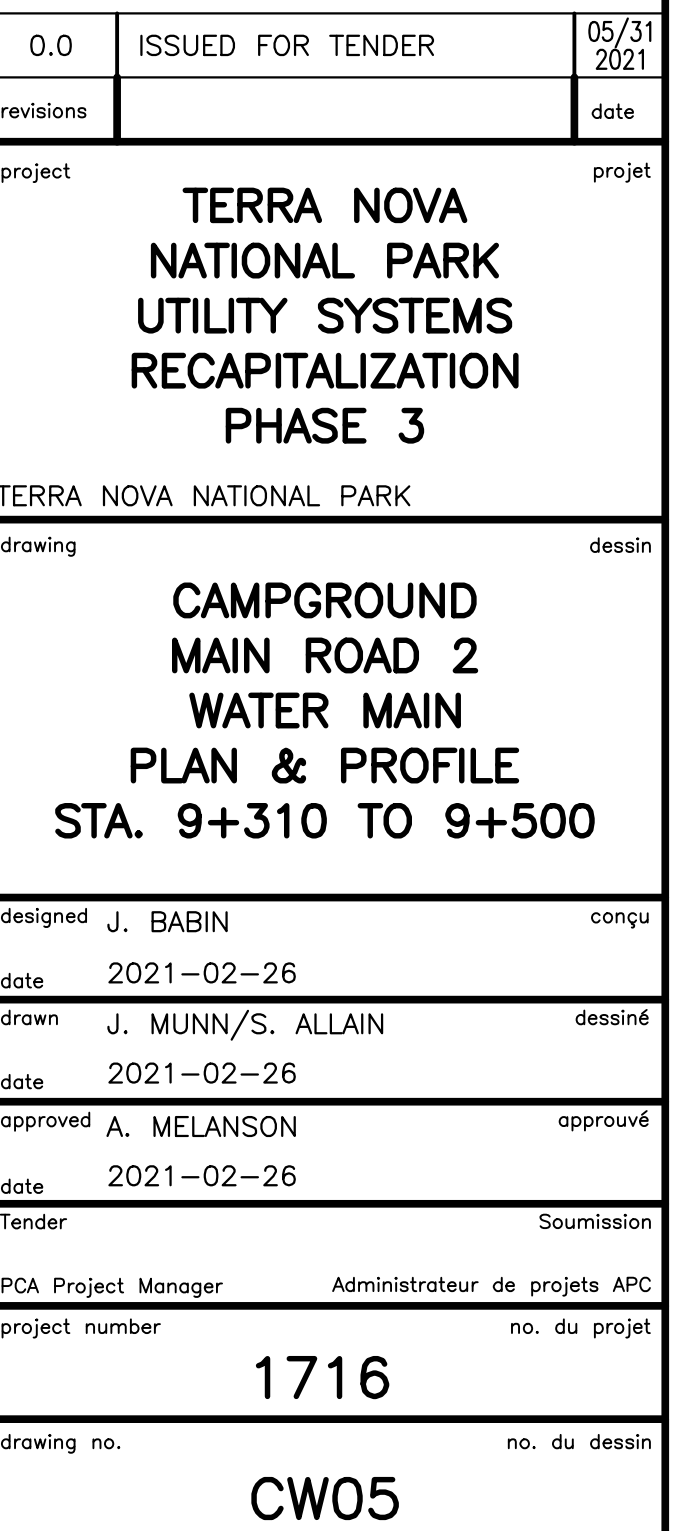 0.0 ISSUED FOR TENDER 05/31
2021
revisions date
project projet
TERRA NOVA
NATIONAL PARK
UTILITY SYSTEMS
RECAPITALIZATION
PHASE 3
TERRA NOVA NATIONAL PARK
drawing dessin
CAMPGROUND
MAIN ROAD 2
WATER MAIN
PLAN & PROFILE
STA. 9+310 TO 9+500
designed J. BABIN conçu
date 2021-02-26
drawn J. MUNN/S. ALLAIN dessiné
date 2021-02-26
approved A. MELANSON approuvé
date 2021-02-26
Tender Soumission
PCA Project Manager Administrateur de projets APC
project number no. du projet
1716
drawing no. no. du dessin
CW05